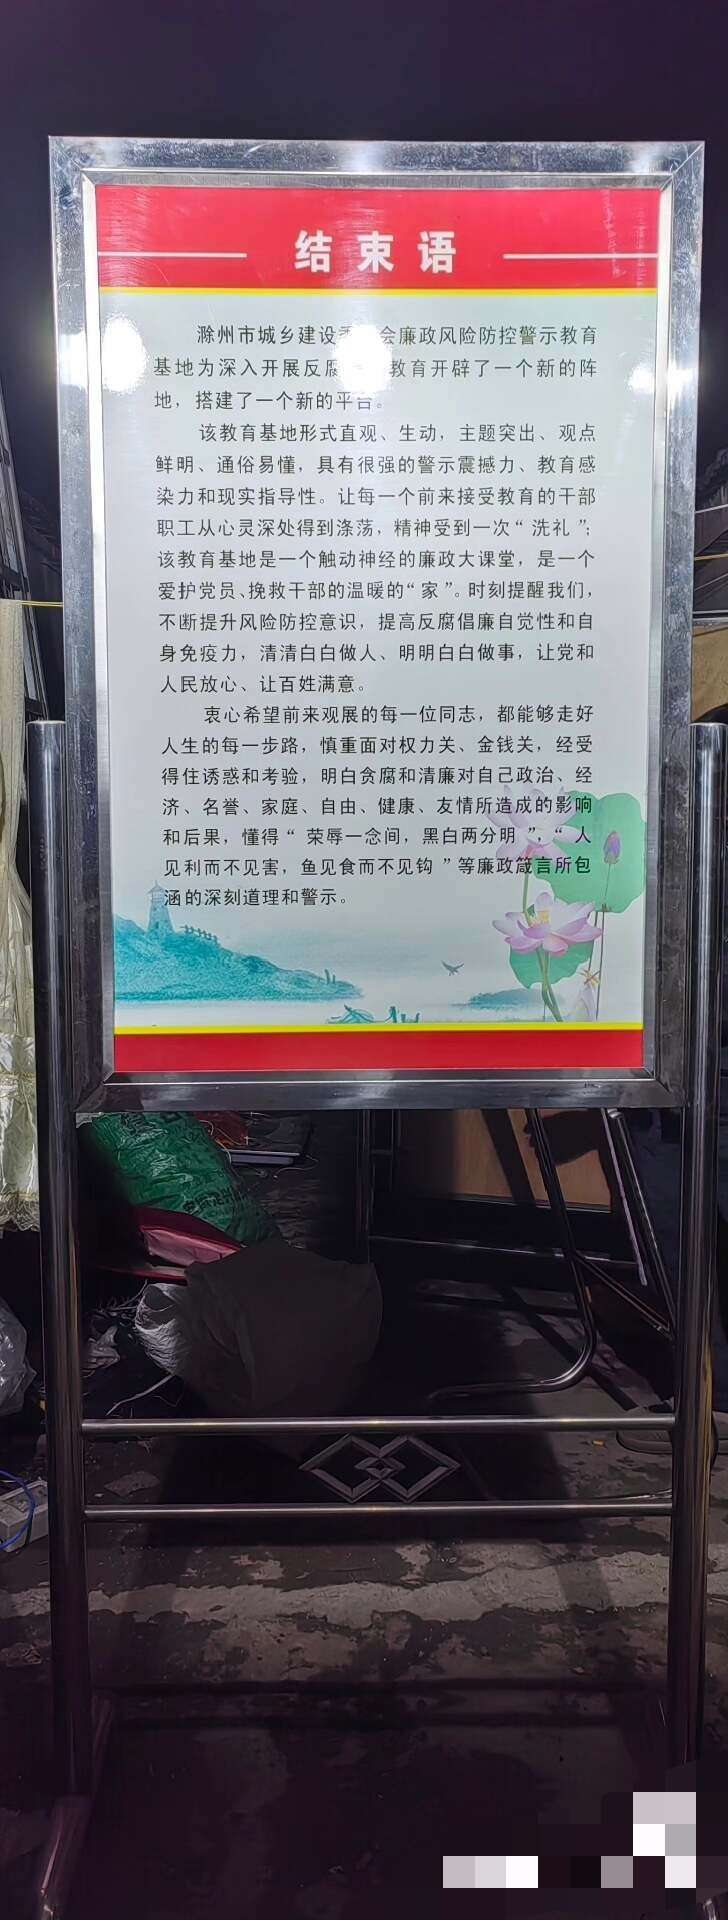 结束语
滁州市城乡建设 会廉政风险防控警示教育
基地为深入开展反腐 教育开辟了一个新的阵
地，搭建了一个新的平台。
该教育基地形式直观、生动，主题突出、观点
鲜明、通俗易懂，具有很强的警示震撼力、教育感
染力和现实指导性。让每一个前来接受教育的干部
职工从心灵深处得到涤荡，精神受到一次“洗礼”；
该教育基地是一个触动神经的廉政大课堂，是一个
爱护党员、挽救干部的温暖的“家”。时刻提醒我们，
不断提升风险防控意识，提高反腐倡廉自觉性和自
身免疫力，清清白白做人、明明白白做事，让党和
人民放心、让百姓满意。
衷心希望前来观展的每一位同志，都能够走好
人生的每一步路，慎重面对权力关、金钱关，经受
得住诱惑和考验，明白贪腐和清廉对自己政治、经
济、名誉、家庭、自由、健康、友情所造成的影响
和后果，懂得“荣辱一念间，黑白两分明”，“人
见利而不见害，鱼见食而不见钩”等廉政箴言所包
涵的深刻道理和警示。